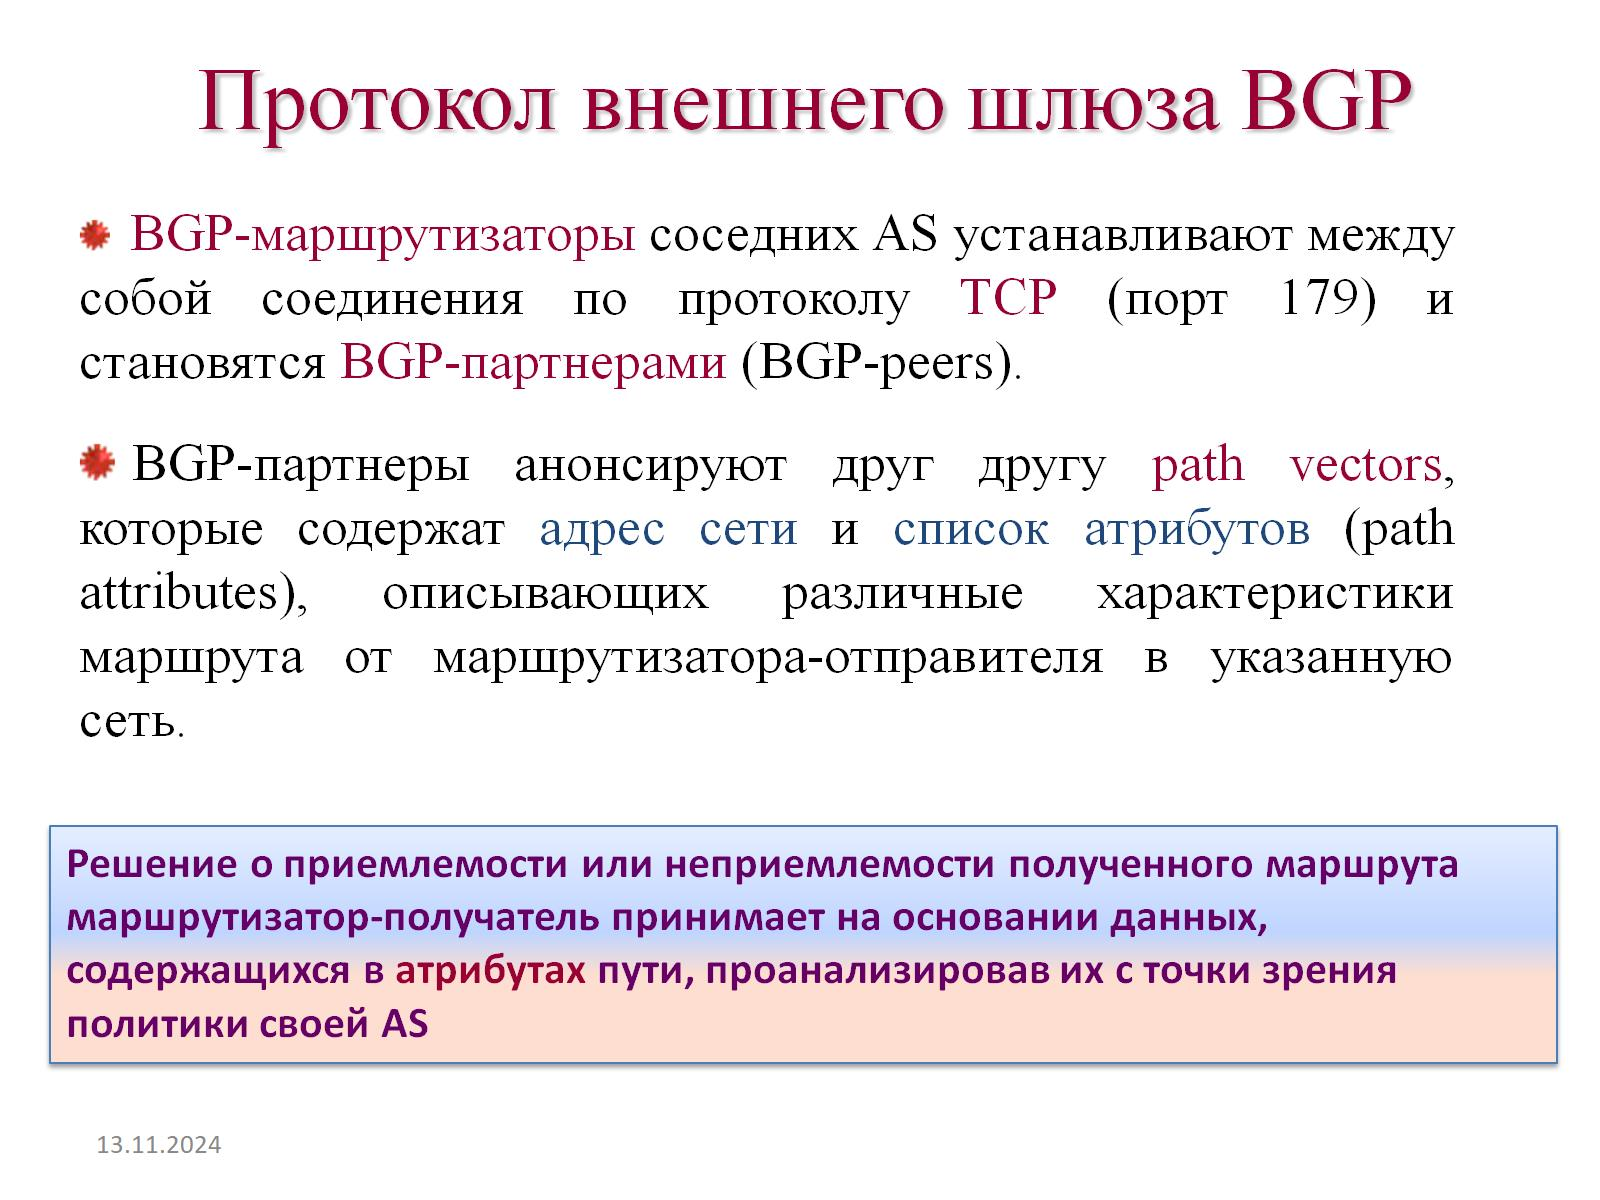 Протокол внешнего шлюза BGP
BGP-маршрутизаторы соседних AS устанавливают между
собой соединения по протоколу TCP (порт 179) и
становятся BGP-партнерами (BGP-peers).
BGP-партнеры анонсируют друг другу path vectors,
которые содержат адрес сети и список атрибутов (path
attributes), описывающих различные характеристики
маршрута от маршрутизатора-отправителя в указанную
сеть.
Решение о приемлемости или неприемлемости полученного маршрута
маршрутизатор-получатель принимает на основании данных,
содержащихся в атрибутах пути, проанализировав их с точки зрения
политики своей AS
13.11.2024